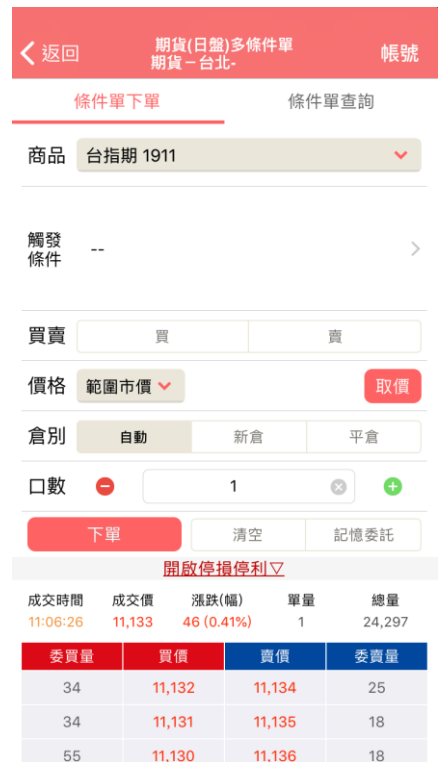 返回
期貨(日盤)多條件單
期貨－台北-
帳號
條件單下單 條件單查詢
商品 台指期 1911
觸發
條件
--
買賣 買 賣
價格 範圍市價 取價
倉別 自動 新倉 平倉
口數 1
下單 清空 記憶委託
開啟停損停利▽
成交時間 成交價 漲跌(幅) 單量 總量
11:06:26 11,133 46 (0.41%) 1 24,297
委買量 買價 賣價 委賣量
34 11,132 11,134 25
34 11,131 11,135 18
55 11,130 11,136 18